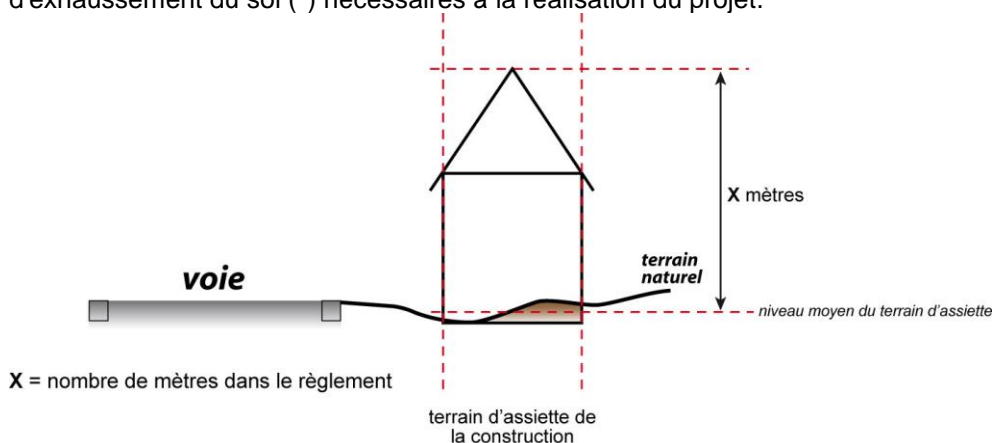 d'exhaussement du sol (*) nécessaires à la réalisation du projet.
X mètres
terrain
naturel
voie
niveau moyen du terrain d'assiette
X = nombre de mètres dans le règlement
terrain d'assiette de
la construction